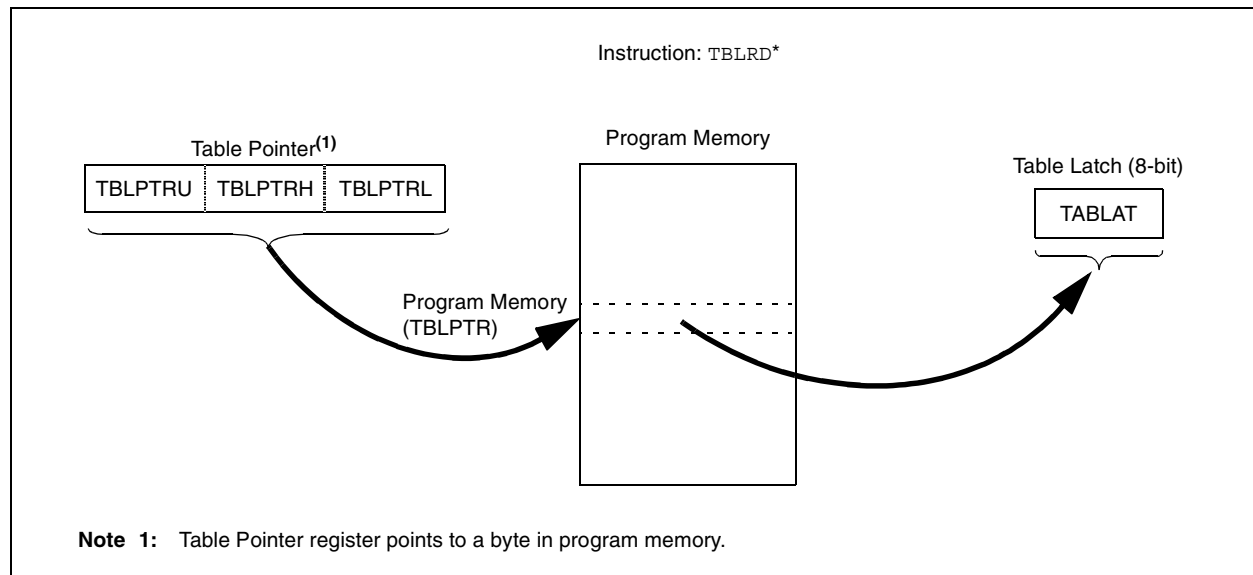 Instruction: TBLRD*
Table Pointer(1)
TBLPTRU TBLPTRH TBLPTRL
Program Memory
(TBLPTR)
Program Memory
Table Latch (8-bit)
TABLAT
Note 1: Table Pointer register points to a byte in program memory.